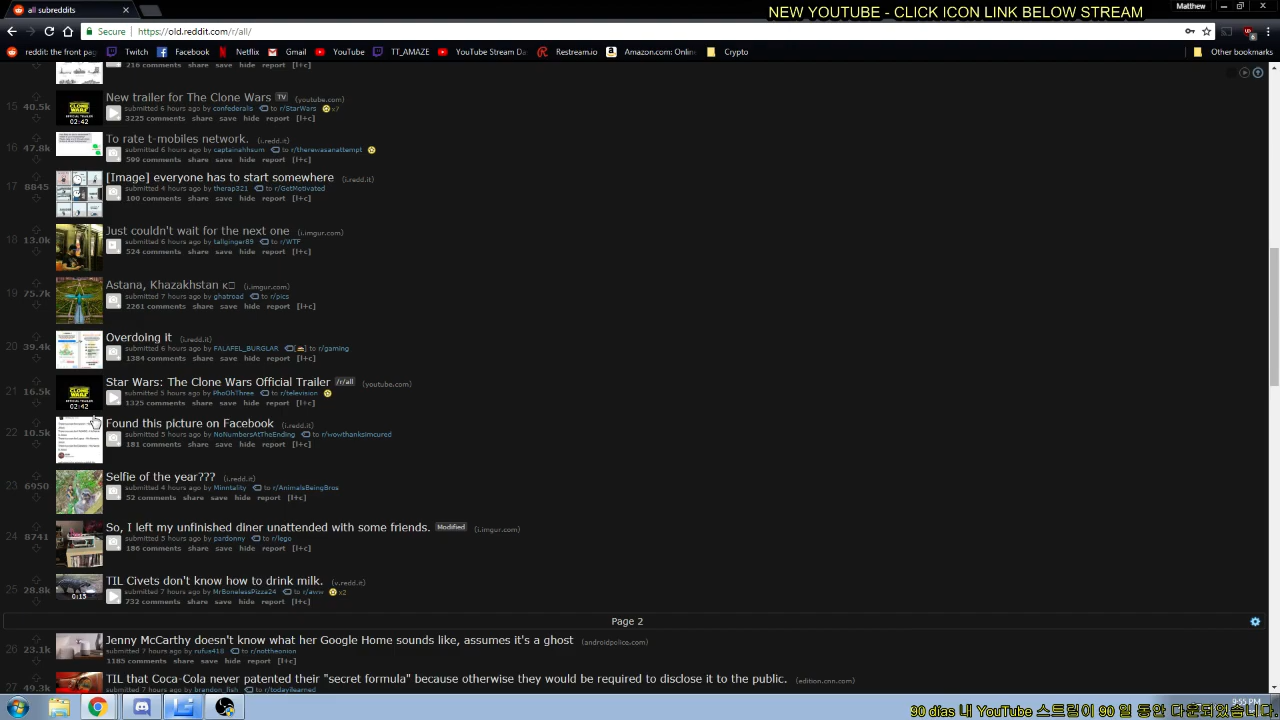 all subreddits
NEW YOUTUBE - CLICK ICON LINK BELOW STREAM
Matthew
Secure | https://old.reddit.com/r/all/
reddit: the front pag Twitch Facebook Netflix Gmail YouTube TT_AMAZE YouTube Stream Da Restream.io Amazon.com: Onlin Crypto Other bookmarks
216 comments share save hide report [l+c]
15 40.5k New trailer for The Clone Wars TV (youtube.com)
submitted 6 hours ago by confederalis to r/StarWars x7
02:42 3225 comments share save hide report [l+c]
16 47.8k To rate t-mobiles network. (i.redd.it)
submitted 6 hours ago by captainahhsum to r/therewasanattempt
599 comments share save hide report [l+c]
17 8845 [Image] everyone has to start somewhere (i.redd.it)
submitted 4 hours ago by therap321 to r/GetMotivated
100 comments share save hide report [l+c]
18 13.0k Just couldn't wait for the next one (i.imgur.com)
submitted 6 hours ago by tallginger89 to r/WTF
524 comments share save hide report [l+c]
19 75.7k Astana, Khazakhstan (i.imgur.com)
submitted 7 hours ago by ghatroad to r/pics
2261 comments share save hide report [l+c]
20 39.4k Overdoing it (i.redd.it)
submitted 6 hours ago by FALAFEL_BURGLAR to r/gaming
1384 comments share save hide report [l+c]
21 16.5k Star Wars: The Clone Wars Official Trailer /r/all (youtube.com)
submitted 5 hours ago by PhoOhThree to r/television
02:42 1325 comments share save hide report [l+c]
22 18.5k Found this picture on Facebook (i.redd.it)
submitted 6 hours ago by NoNumbersAtTheEnding to r/wowthanksimcured
181 comments share save hide report [l+c]
23 6950 Selfie of the year??? (i.redd.it)
submitted 4 hours ago by Minntality to r/AnimalsBeingBros
52 comments share save hide report [l+c]
24 8741 So, I left my unfinished diner unattended with some friends. Modified (i.imgur.com)
submitted 5 hours ago by pardonny to r/lego
186 comments share save hide report [l+c]
25 28.8k TIL Civets don't know how to drink milk. (v.redd.it)
submitted 7 hours ago by MrBonelessPizza24 to r/aww x2
0:15 732 comments share save hide report [l+c]
Page 2
26 23.1k Jenny McCarthy doesn't know what her Google Home sounds like, assumes it's a ghost (androidpolice.com)
submitted 7 hours ago by rufus418 to r/nottheonion
1185 comments share save hide report [l+c]
TIL that Coca-Cola never patented their "secret formula" because otherwise they would be required to disclose it to the public. (edition.cnn.com)
49.3k submitted 7 hours ago by brandon_fish to r/todayilearned
9:55 PM
90 días 내 YouTube 스트림이 90 일 동안 다운되었습니다.